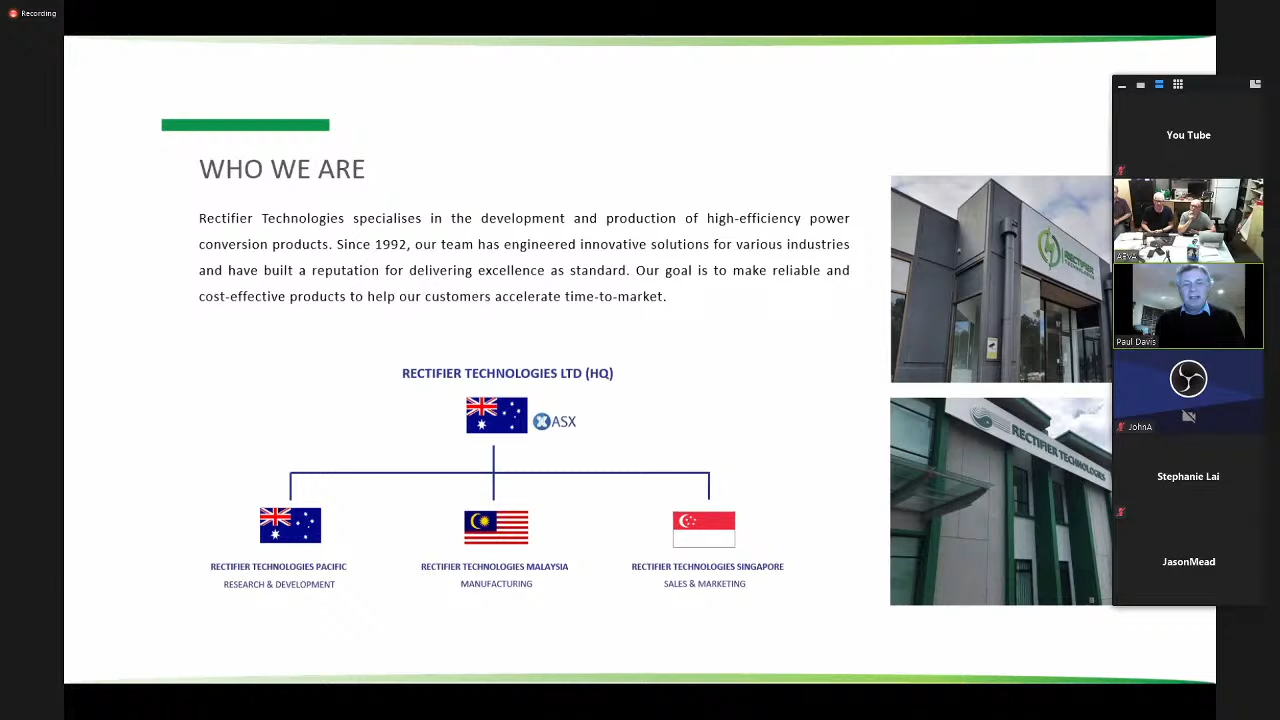 Recording
WHO WE ARE
Rectifier Technologies specialises in the development and production of high-efficiency power
conversion products. Since 1992, our team has engineered innovative solutions for various industries
and have built a reputation for delivering excellence as standard. Our goal is to make reliable and
cost-effective products to help our customers accelerate time-to-market.
RECTIFIER TECHNOLOGIES LTD (HQ)
ASX
RECTIFIER TECHNOLOGIES PACIFIC
RESEARCH & DEVELOPMENT
RECTIFIER TECHNOLOGIES MALAYSIA
MANUFACTURING
RECTIFIER TECHNOLOGIES SINGAPORE
SALES & MARKETING
RECTIFIER
TECHNOLOGIES
RECTIFIER TECHNOLOGIES
You Tube
AEVA
Paul Davis
JohnA
Stephanie Lai
JasonMead